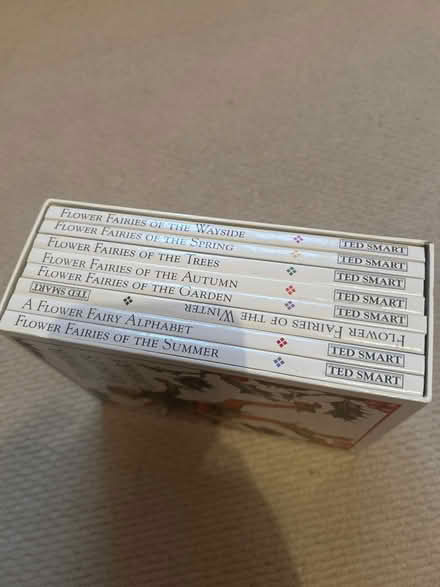 FLOWER FAIRIES OF THE WAYSIDE TED SMART
FLOWER FAIRIES OF THE SPRING TED SMART
FLOWER FAIRIES OF THE TREES TED SMART
FLOWER FAIRIES OF THE AUTUMN TED SMART
FLOWER FAIRIES OF THE GARDEN TED SMART
FLOWER FAIRIES OF THE WINTER TED SMART
A FLOWER FAIRY ALPHABET TED SMART
FLOWER FAIRIES OF THE SUMMER TED SMART